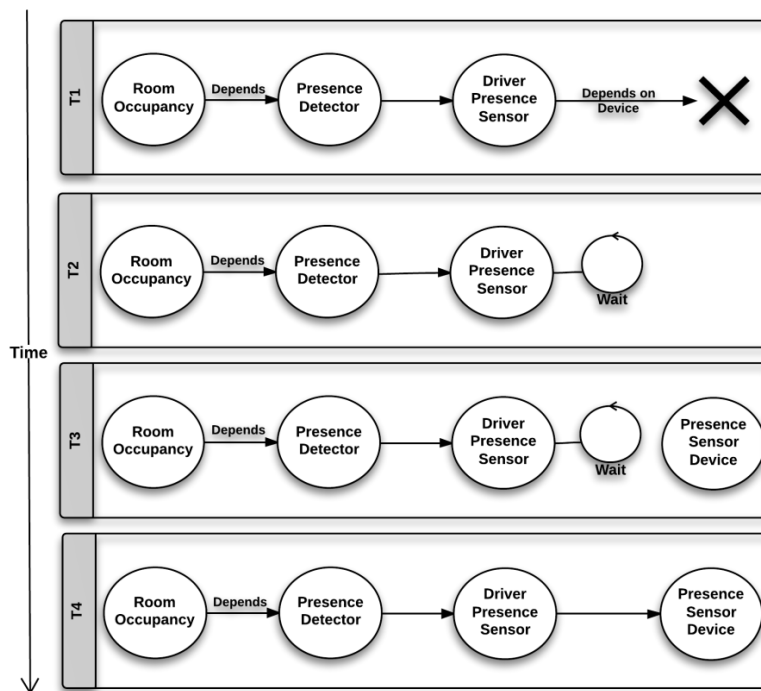 T1
Room
Occupancy
Depends
Presence
Detector
Driver
Presence
Sensor
Depends on
Device
T2
Room
Occupancy
Depends
Presence
Detector
Driver
Presence
Sensor
Wait
Time
T3
Room
Occupancy
Depends
Presence
Detector
Driver
Presence
Sensor
Wait
Presence
Sensor
Device
T4
Room
Occupancy
Depends
Presence
Detector
Driver
Presence
Sensor
Presence
Sensor
Device